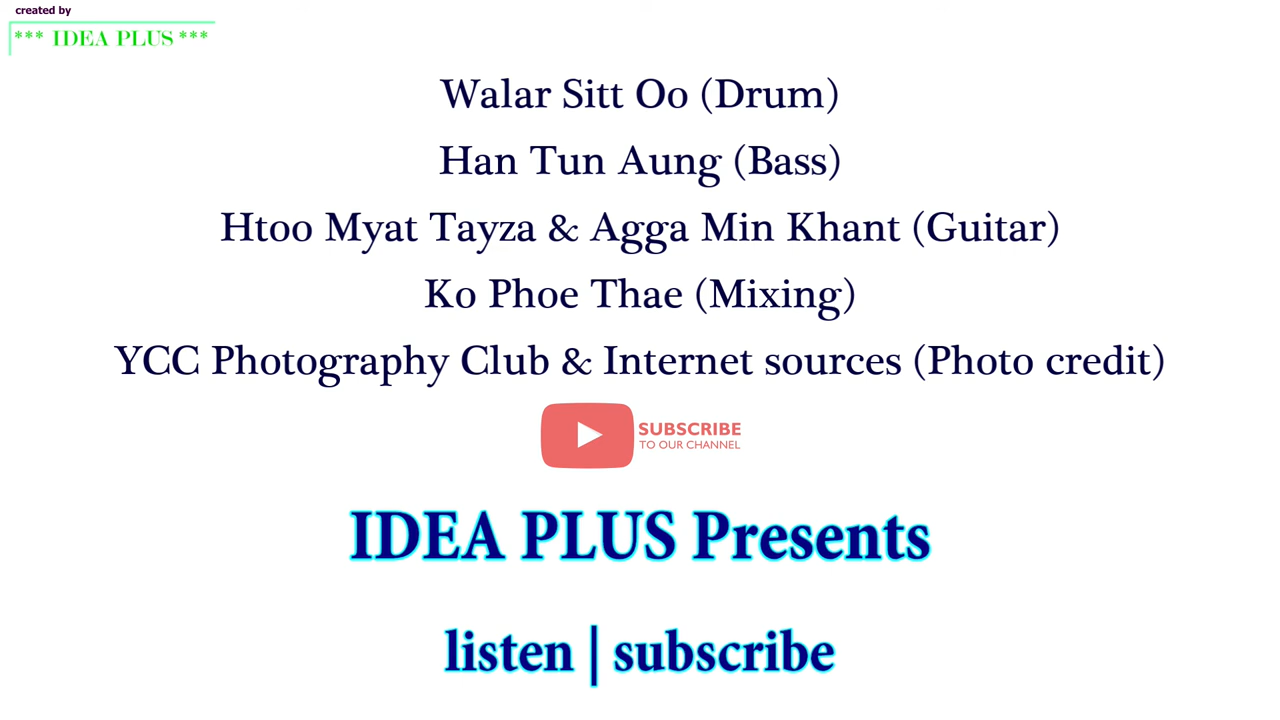 created by
*** IDEA PLUS ***
Walar Sitt Oo (Drum)
Han Tun Aung (Bass)
Htoo Myat Tayza & Agga Min Khant (Guitar)
Ko Phoe Thae (Mixing)
YCC Photography Club & Internet sources (Photo credit)
SUBSCRIBE
TO OUR CHANNEL
IDEA PLUS Presents
listen | subscribe